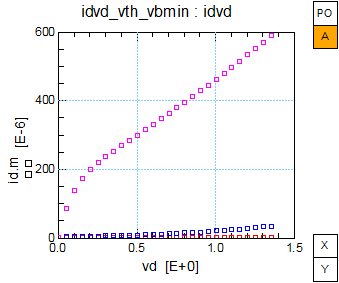 idvd_vth_vbmin : idvd
PO
A
600
400
200
0
id.m [E-6]
0.0 0.5 1.0 1.5
vd [E+0]
X
Y